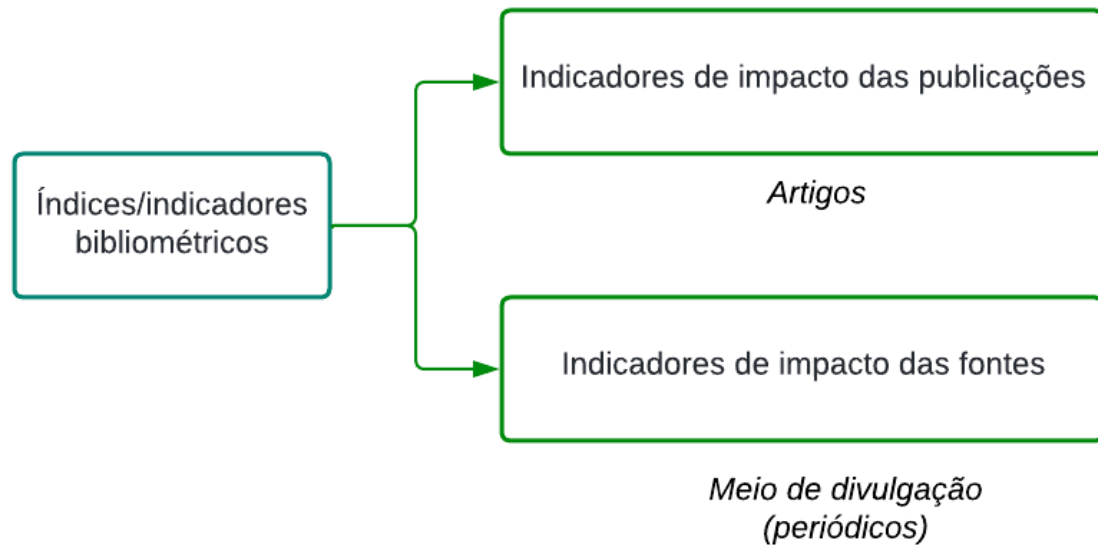 Indicadores de impacto das publicações
Artigos
Índices/indicadores
bibliométricos
Indicadores de impacto das fontes
Meio de divulgação
(periódicos)